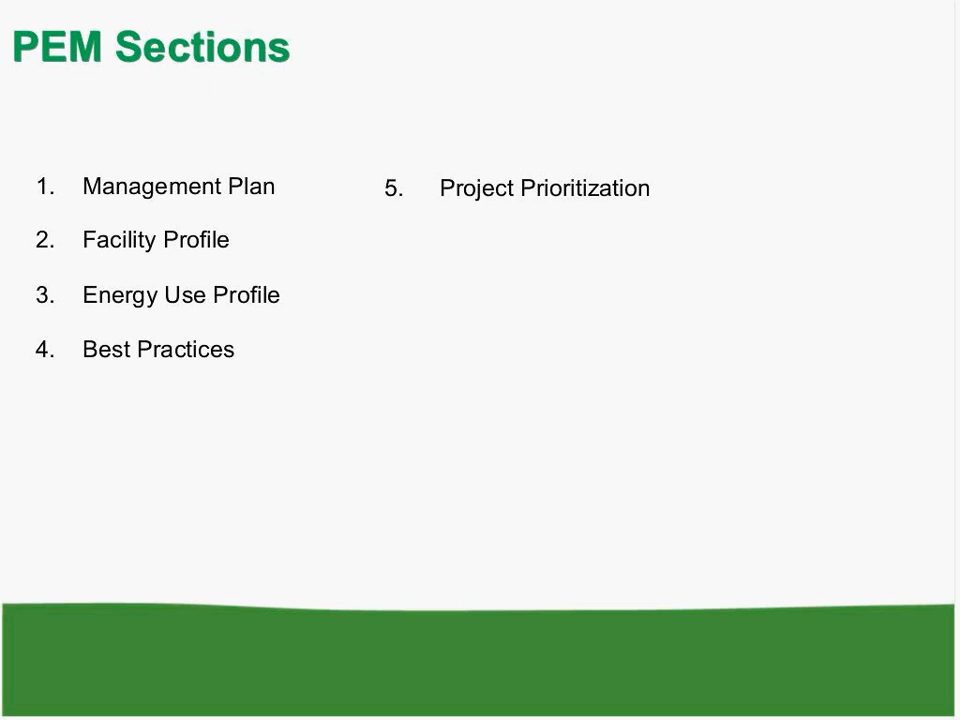 PEM Sections
1. Management Plan
2. Facility Profile
3. Energy Use Profile
4. Best Practices
5. Project Prioritization